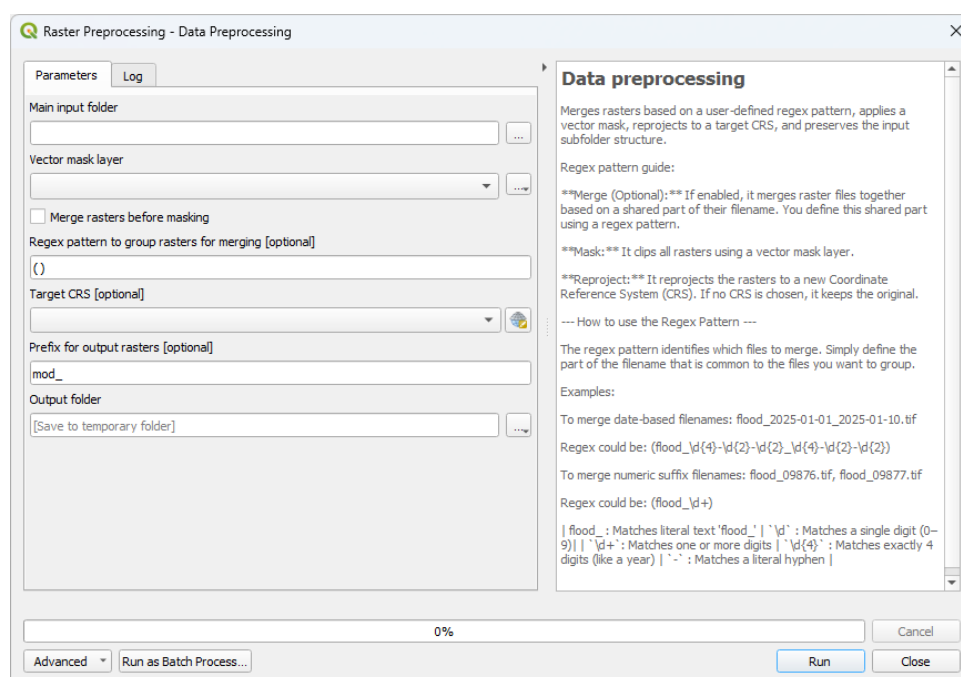 Raster Preprocessing - Data Preprocessing
Parameters
Log
Main input folder
...
Vector mask layer
...
Merge rasters before masking
Regex pattern to group rasters for merging [optional]
()
Target CRS [optional]
Prefix for output rasters [optional]
mod_
Output folder
[Save to temporary folder]
...
Data preprocessing
Merges rasters based on a user-defined regex pattern, applies a
vector mask, reprojects to a target CRS, and preserves the input
subfolder structure.
Regex pattern guide:
**Merge (Optional):** If enabled, it merges raster files together
based on a shared part of their filename. You define this shared part
using a regex pattern.
**Mask:** It clips all rasters using a vector mask layer.
**Reproject:** It reprojects the rasters to a new Coordinate
Reference System (CRS). If no CRS is chosen, it keeps the original.
--- How to use the Regex Pattern ---
The regex pattern identifies which files to merge. Simply define the
part of the filename that is common to the files you want to group.
Examples:
To merge date-based filenames: flood_2025-01-01_2025-01-10.tif
Regex could be: (flood_\d{4}-\d{2}-\d{2}_\d{4}-\d{2}-\d{2})
To merge numeric suffix filenames: flood_09876.tif, flood_09877.tif
Regex could be: (flood_\d+)
| flood_ : Matches literal text 'flood_' | `\d` : Matches a single digit (0–
9)| | `\d+`: Matches one or more digits | `\d{4}` : Matches exactly 4
digits (like a year) | `-` : Matches a literal hyphen |
0%
Cancel
Advanced
Run as Batch Process...
Run
Close